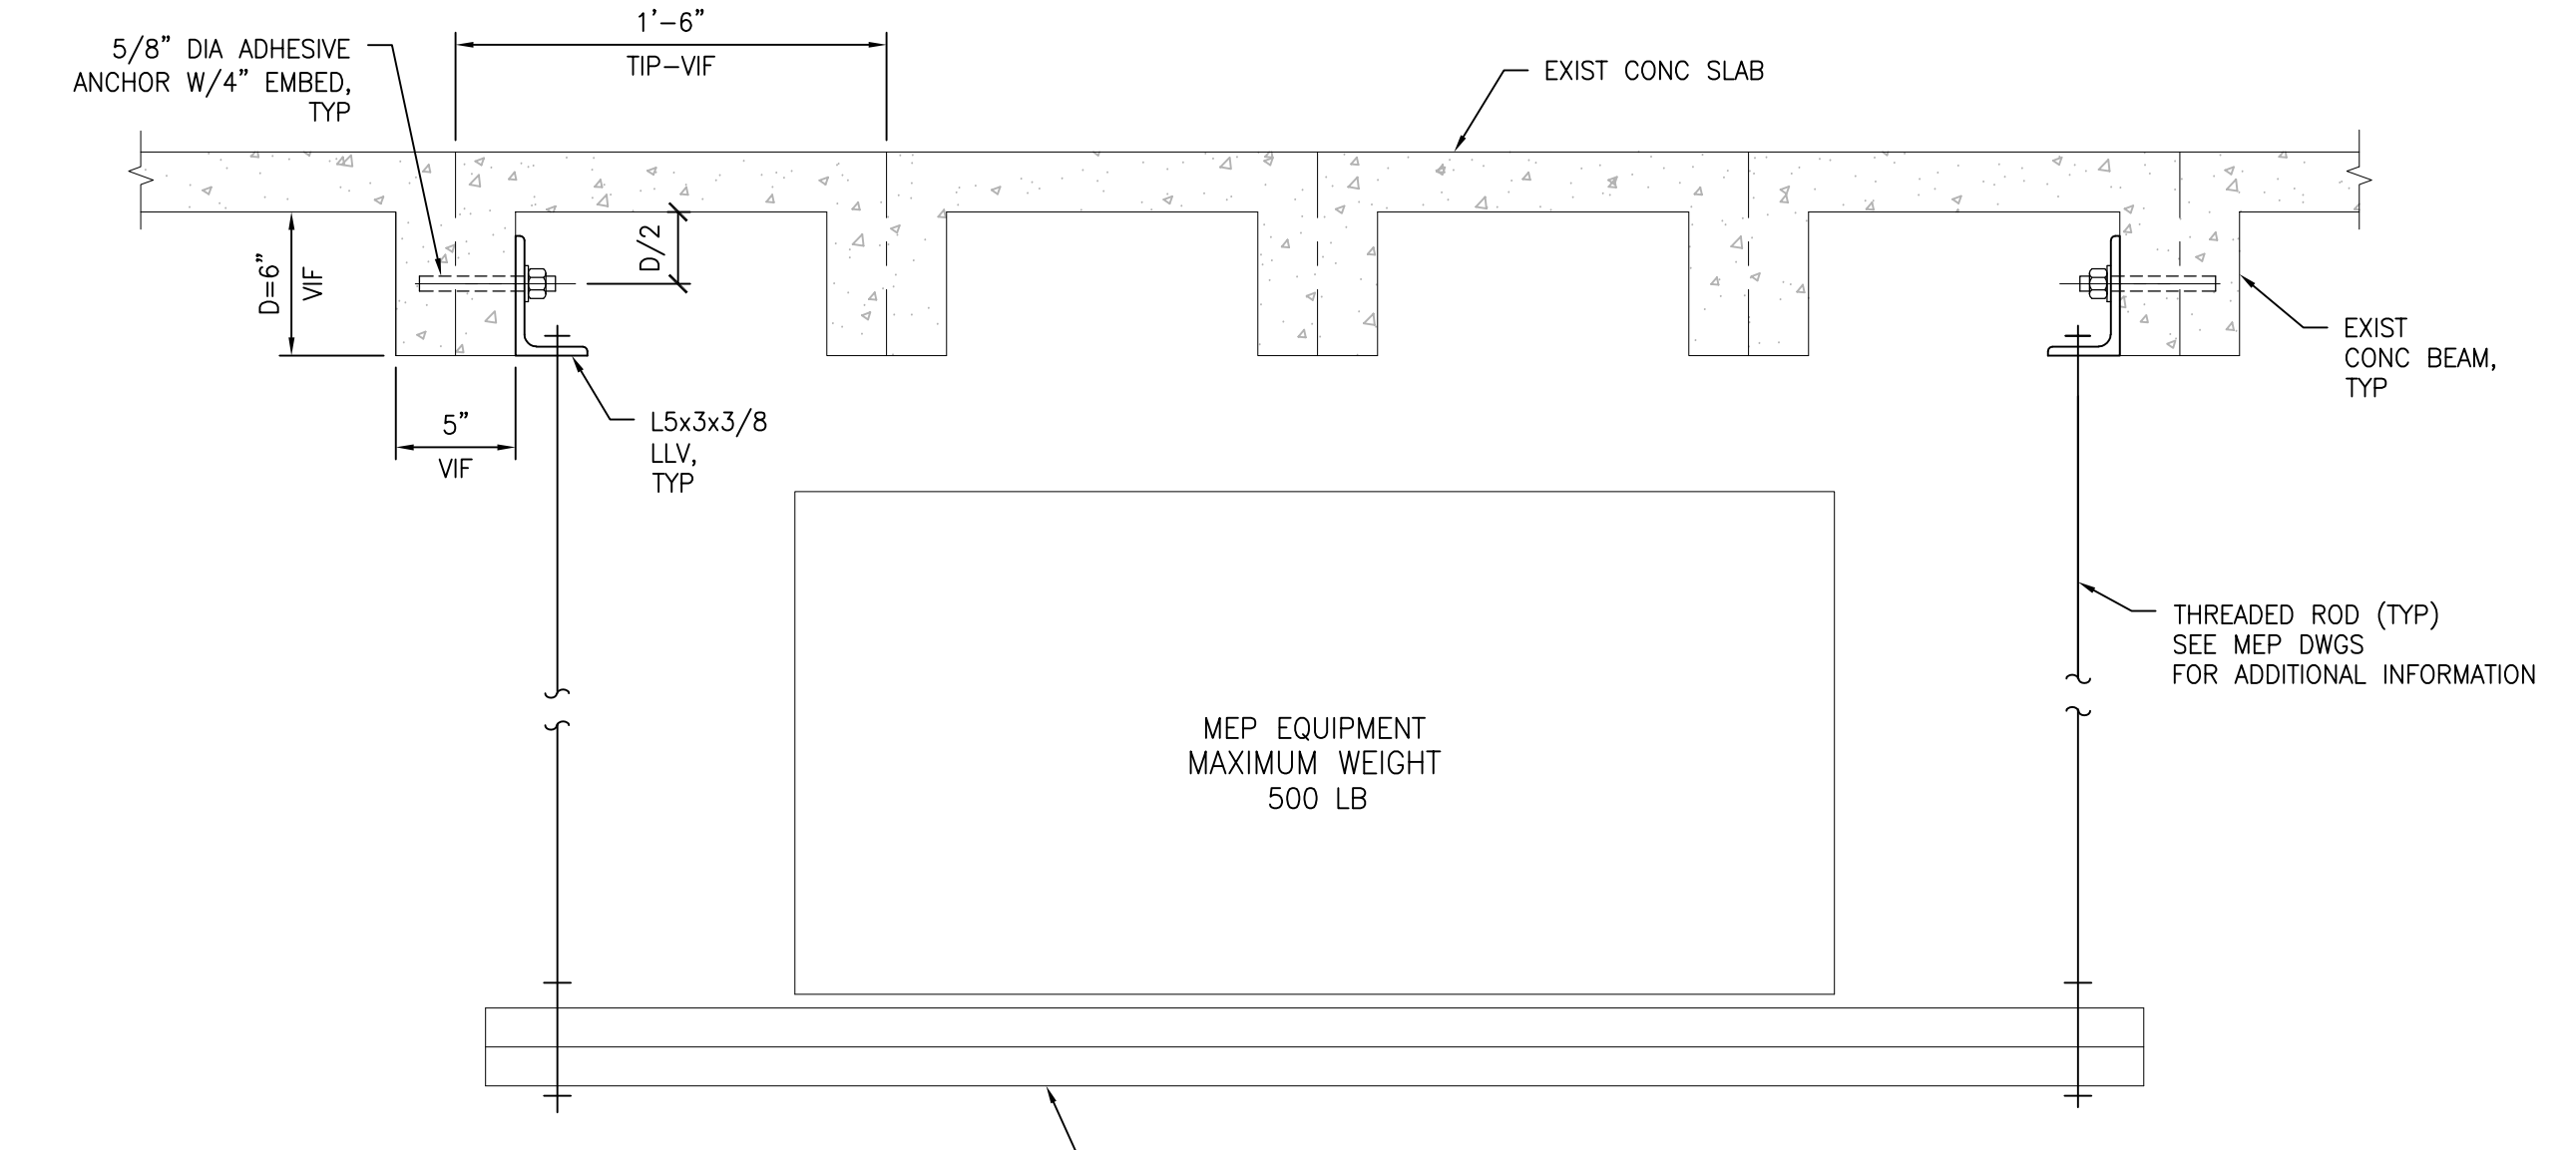 1'-6"
TIP-VIF
5/8" DIA ADHESIVE
ANCHOR W/4" EMBED,
TYP
EXIST CONC SLAB
D=6"
VIF
D/2
5"
VIF
L5x3x3/8
LLV,
TYP
EXIST
CONC BEAM,
TYP
THREADED ROD (TYP)
SEE MEP DWGS
FOR ADDITIONAL INFORMATION
MEP EQUIPMENT
MAXIMUM WEIGHT
500 LB